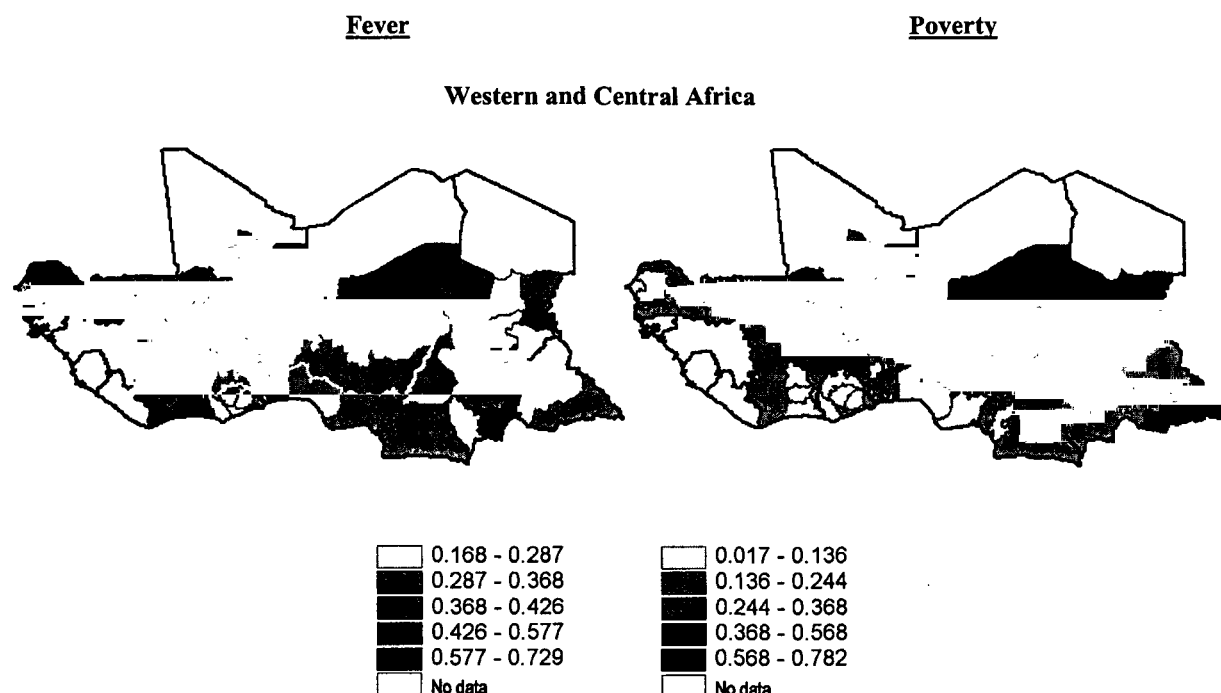 Fever Poverty
Western and Central Africa
0.168 - 0.287
0.287 - 0.368
0.368 - 0.426
0.426 - 0.577
0.577 - 0.729
No data
0.017 - 0.136
0.136 - 0.244
0.244 - 0.368
0.368 - 0.568
0.568 - 0.782
No data